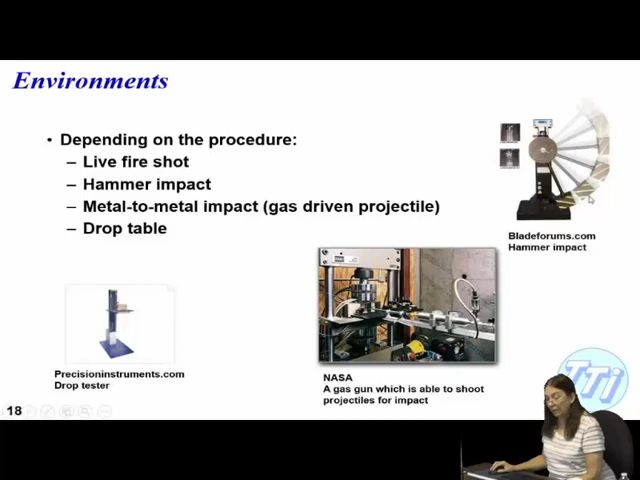 Environments
• Depending on the procedure:
– Live fire shot
– Hammer impact
– Metal-to-metal impact (gas driven projectile)
– Drop table
Bladeforums.com
Hammer impact
Precisioninstruments.com
Drop tester
NASA
A gas gun which is able to shoot
projectiles for impact
TTi
18